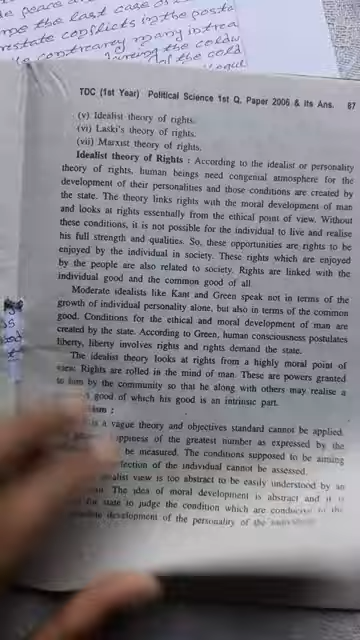 me the last case
restate conflicts in the
the cold
TDC (1st Year) Political Science 1st Q. Paper 2006 & Its Ans. 87
(v) Idealist theory of rights.
(vi) Laski's theory of rights.
(vii) Marxist theory of rights.
Idealist theory of Rights : According to the idealist or personality
theory of rights, human beings need congenial atmosphere for the
development of their personalities and those conditions are created by
the state. The theory links rights with the moral development of man
and looks at rights essentially from the ethical point of view. Without
these conditions, it is not possible for the individual to live and realise
his full strength and qualities. So, these opportunities are rights to be
enjoyed by the individual in society. These rights which are enjoyed
by the people are also related to society. Rights are linked with the
individual good and the common good of all.
Moderate idealists like Kant and Green speak not in terms of the
growth of individual personality alone, but also in terms of the common
good. Conditions for the ethical and moral development of man are
created by the state. According to Green, human consciousness postulates
liberty, liberty involves rights and rights demand the state.
The idealist theory looks at rights from a highly moral point of
view. Rights are rolled in the mind of man. These are powers granted
to him by the community so that he along with others may realise a
good of which his good is an intrinsic part.
is a vague theory and objectives standard cannot be applied.
of the greatest number as expressed by the
be measured. The conditions supposed to be aiming
of the individual cannot be assessed.
view is too abstract to be easily understood by an
The idea of moral development is abstract and it is
for state to judge the condition which are to the
development of the personality of the